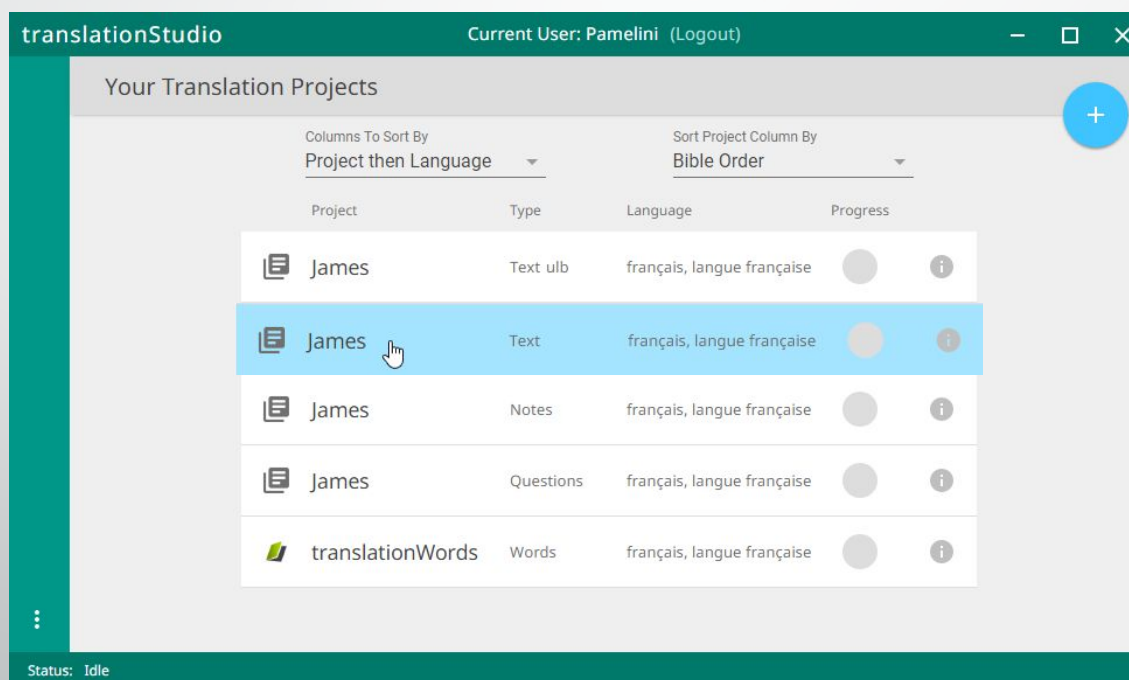 translationStudio Current User: Pamelini (Logout)
Your Translation Projects
Columns To Sort By Sort Project Column By
Project then Language Bible Order
Project Type Language Progress
James Text ulb français, langue française
James Text français, langue française
James Notes français, langue française
James Questions français, langue française
translationWords Words français, langue française
Status: Idle